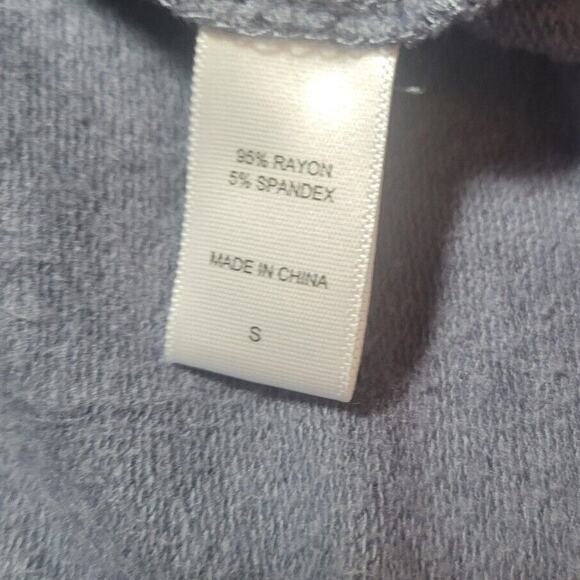 95% RAYON
5% SPANDEX
MADE IN CHINA
S